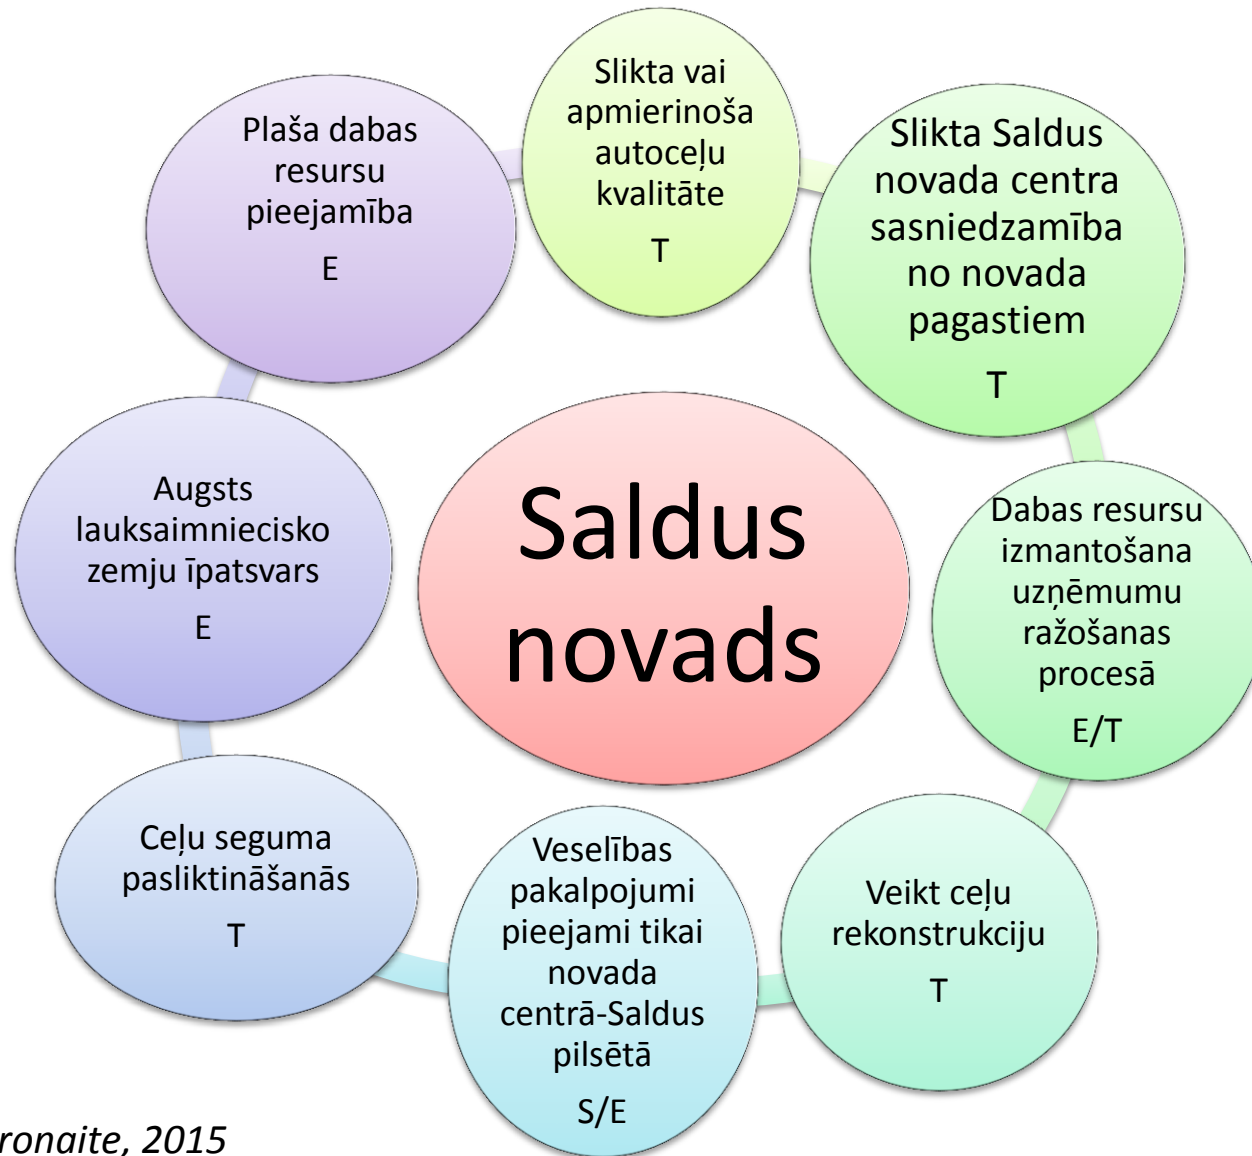 Slikta vai
apmierinoša
autoceļu
kvalitāte
T
Slikta Saldus
novada centra
sasniedzamība
no novada
pagastiem
T
Dabas resursu
izmantošana
uzņēmumu
ražošanas
procesā
E/T
Veikt ceļu
rekonstrukciju
T
Veselības
pakalpojumi
pieejami tikai
novada
centrā-Saldus
pilsētā
S/E
Ceļu seguma
pasliktināšanās
T
Augsts
lauksaimniecisko
zemju īpatsvars
E
Plaša dabas
resursu
pieejamība
E
Saldus
novads
ronaite, 2015